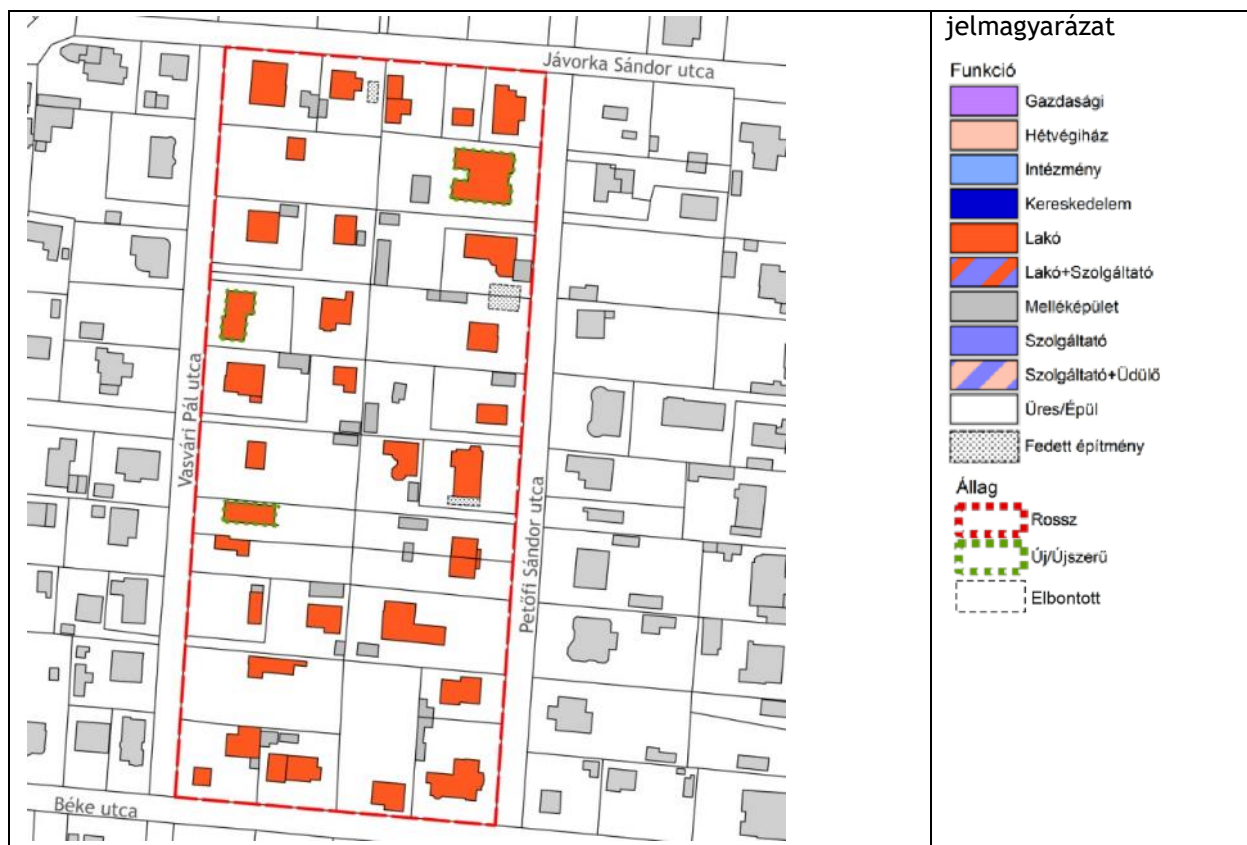 Jávorka Sándor utca
Vasvári Pál utca
Petőfi Sándor utca
Béke utca
jelmagyarázat
Funkció
Gazdasági
Hétvégiház
Intézmény
Kereskedelem
Lakó
Lakó+Szolgáltató
Melléképület
Szolgáltató
Szolgáltató+Üdülő
Üres/Épül
Fedett építmény
Állag
Rossz
Új/Újszerű
Elbontott